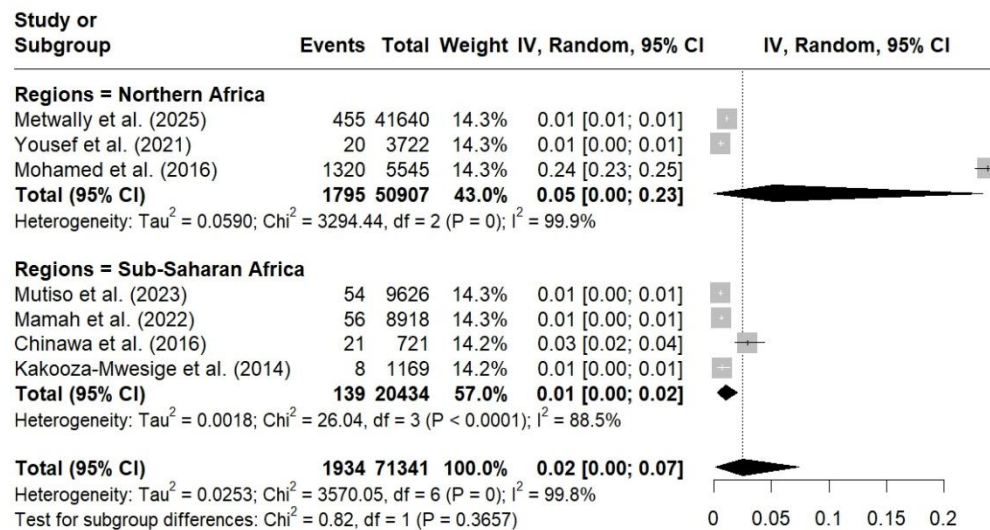 Study or
Subgroup Events Total Weight IV, Random, 95% CI IV, Random, 95% CI
Regions = Northern Africa
Metwally et al. (2025) 455 41640 14.3% 0.01 [0.01; 0.01]
Yousef et al. (2021) 20 3722 14.3% 0.01 [0.00; 0.01]
Mohamed et al. (2016) 1320 5545 14.3% 0.24 [0.23; 0.25]
Total (95% CI) 1795 50907 43.0% 0.05 [0.00; 0.23]
Heterogeneity: Tau² = 0.0590; Chi² = 3294.44, df = 2 (P = 0); I² = 99.9%
Regions = Sub-Saharan Africa
Mutiso et al. (2023) 54 9626 14.3% 0.01 [0.00; 0.01]
Mamah et al. (2022) 56 8918 14.3% 0.01 [0.00; 0.01]
Chinawa et al. (2016) 21 721 14.2% 0.03 [0.02; 0.04]
Kakooza-Mwesige et al. (2014) 8 1169 14.2% 0.01 [0.00; 0.01]
Total (95% CI) 139 20434 57.0% 0.01 [0.00; 0.02]
Heterogeneity: Tau² = 0.0018; Chi² = 26.04, df = 3 (P < 0.0001); I² = 88.5%
Total (95% CI) 1934 71341 100.0% 0.02 [0.00; 0.07]
Heterogeneity: Tau² = 0.0253; Chi² = 3570.05, df = 6 (P = 0); I² = 99.8%
Test for subgroup differences: Chi² = 0.82, df = 1 (P = 0.3657)
0 0.05 0.1 0.15 0.2